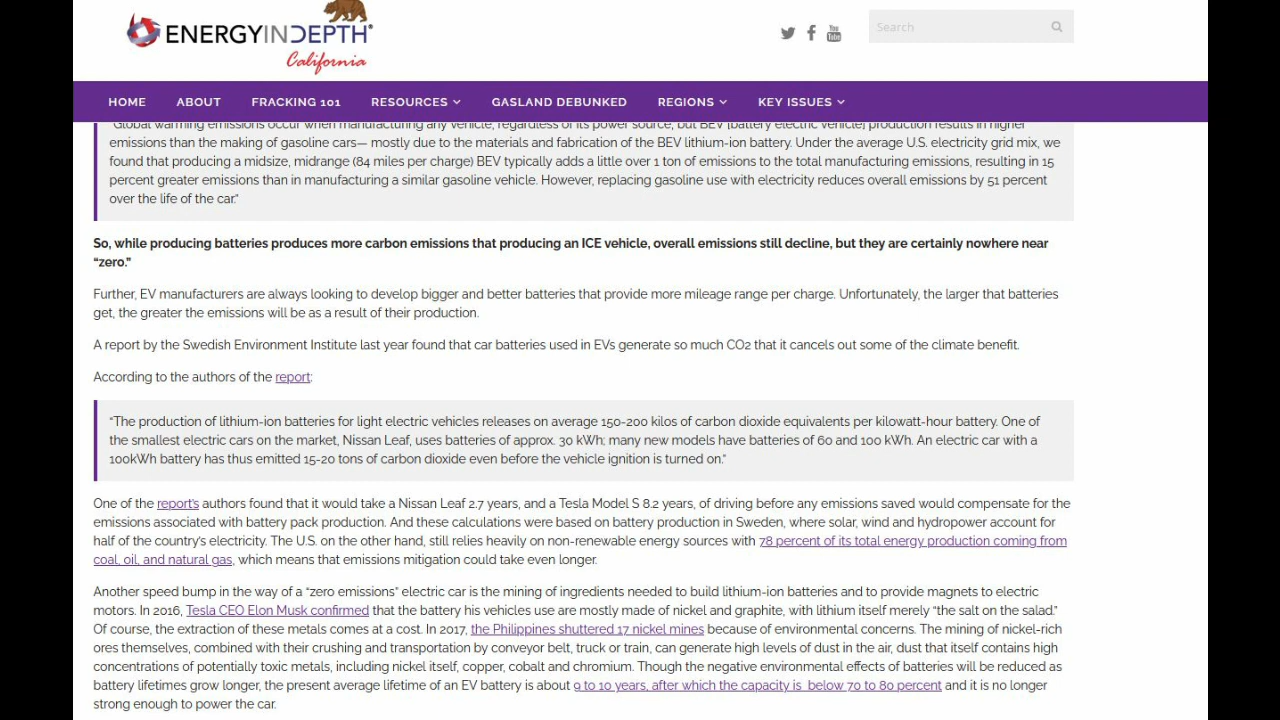 ENERGYINDEPTH®
California
Search
HOME ABOUT FRACKING 101 RESOURCES GASLAND DEBUNKED REGIONS KEY ISSUES
"Global warming emissions occur when manufacturing any vehicle, regardless of its power source, but BEV [battery electric vehicle] production results in higher
emissions than the making of gasoline cars— mostly due to the materials and fabrication of the BEV lithium-ion battery. Under the average U.S. electricity grid mix, we
found that producing a midsize, midrange (84 miles per charge) BEV typically adds a little over 1 ton of emissions to the total manufacturing emissions, resulting in 15
percent greater emissions than in manufacturing a similar gasoline vehicle. However, replacing gasoline use with electricity reduces overall emissions by 51 percent
over the life of the car."
So, while producing batteries produces more carbon emissions that producing an ICE vehicle, overall emissions still decline, but they are certainly nowhere near
"zero."
Further, EV manufacturers are always looking to develop bigger and better batteries that provide more mileage range per charge. Unfortunately, the larger that batteries
get, the greater the emissions will be as a result of their production.
A report by the Swedish Environment Institute last year found that car batteries used in EVs generate so much CO2 that it cancels out some of the climate benefit.
According to the authors of the report:
"The production of lithium-ion batteries for light electric vehicles releases on average 150-200 kilos of carbon dioxide equivalents per kilowatt-hour battery. One of
the smallest electric cars on the market, Nissan Leaf, uses batteries of approx. 30 kWh; many new models have batteries of 60 and 100 kWh. An electric car with a
100kWh battery has thus emitted 15-20 tons of carbon dioxide even before the vehicle ignition is turned on."
One of the report's authors found that it would take a Nissan Leaf 2.7 years, and a Tesla Model S 8.2 years, of driving before any emissions saved would compensate for the
emissions associated with battery pack production. And these calculations were based on battery production in Sweden, where solar, wind and hydropower account for
half of the country's electricity. The U.S. on the other hand, still relies heavily on non-renewable energy sources with 78 percent of its total energy production coming from
coal, oil, and natural gas, which means that emissions mitigation could take even longer.
Another speed bump in the way of a "zero emissions" electric car is the mining of ingredients needed to build lithium-ion batteries and to provide magnets to electric
motors. In 2016, Tesla CEO Elon Musk confirmed that the battery his vehicles use are mostly made of nickel and graphite, with lithium itself merely "the salt on the salad."
Of course, the extraction of these metals comes at a cost. In 2017, the Philippines shuttered 17 nickel mines because of environmental concerns. The mining of nickel-rich
ores themselves, combined with their crushing and transportation by conveyor belt, truck or train, can generate high levels of dust in the air, dust that itself contains high
concentrations of potentially toxic metals, including nickel itself, copper, cobalt and chromium. Though the negative environmental effects of batteries will be reduced as
battery lifetimes grow longer, the present average lifetime of an EV battery is about 9 to 10 years, after which the capacity is below 70 to 80 percent and it is no longer
strong enough to power the car.